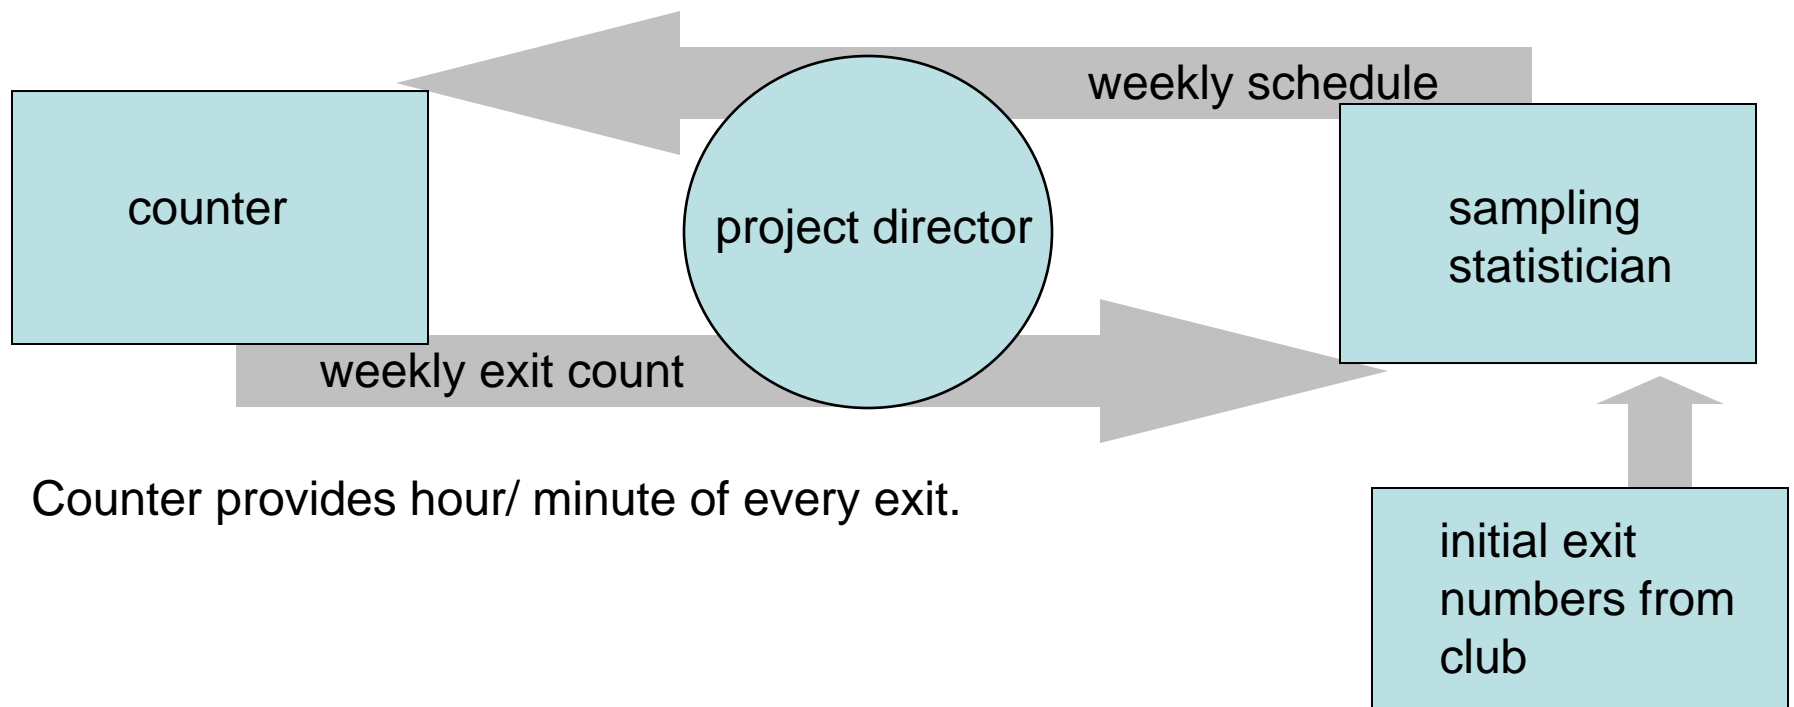 weekly schedule
counter
project director
sampling
statistician
weekly exit count
Counter provides hour/ minute of every exit.
initial exit
numbers from
club